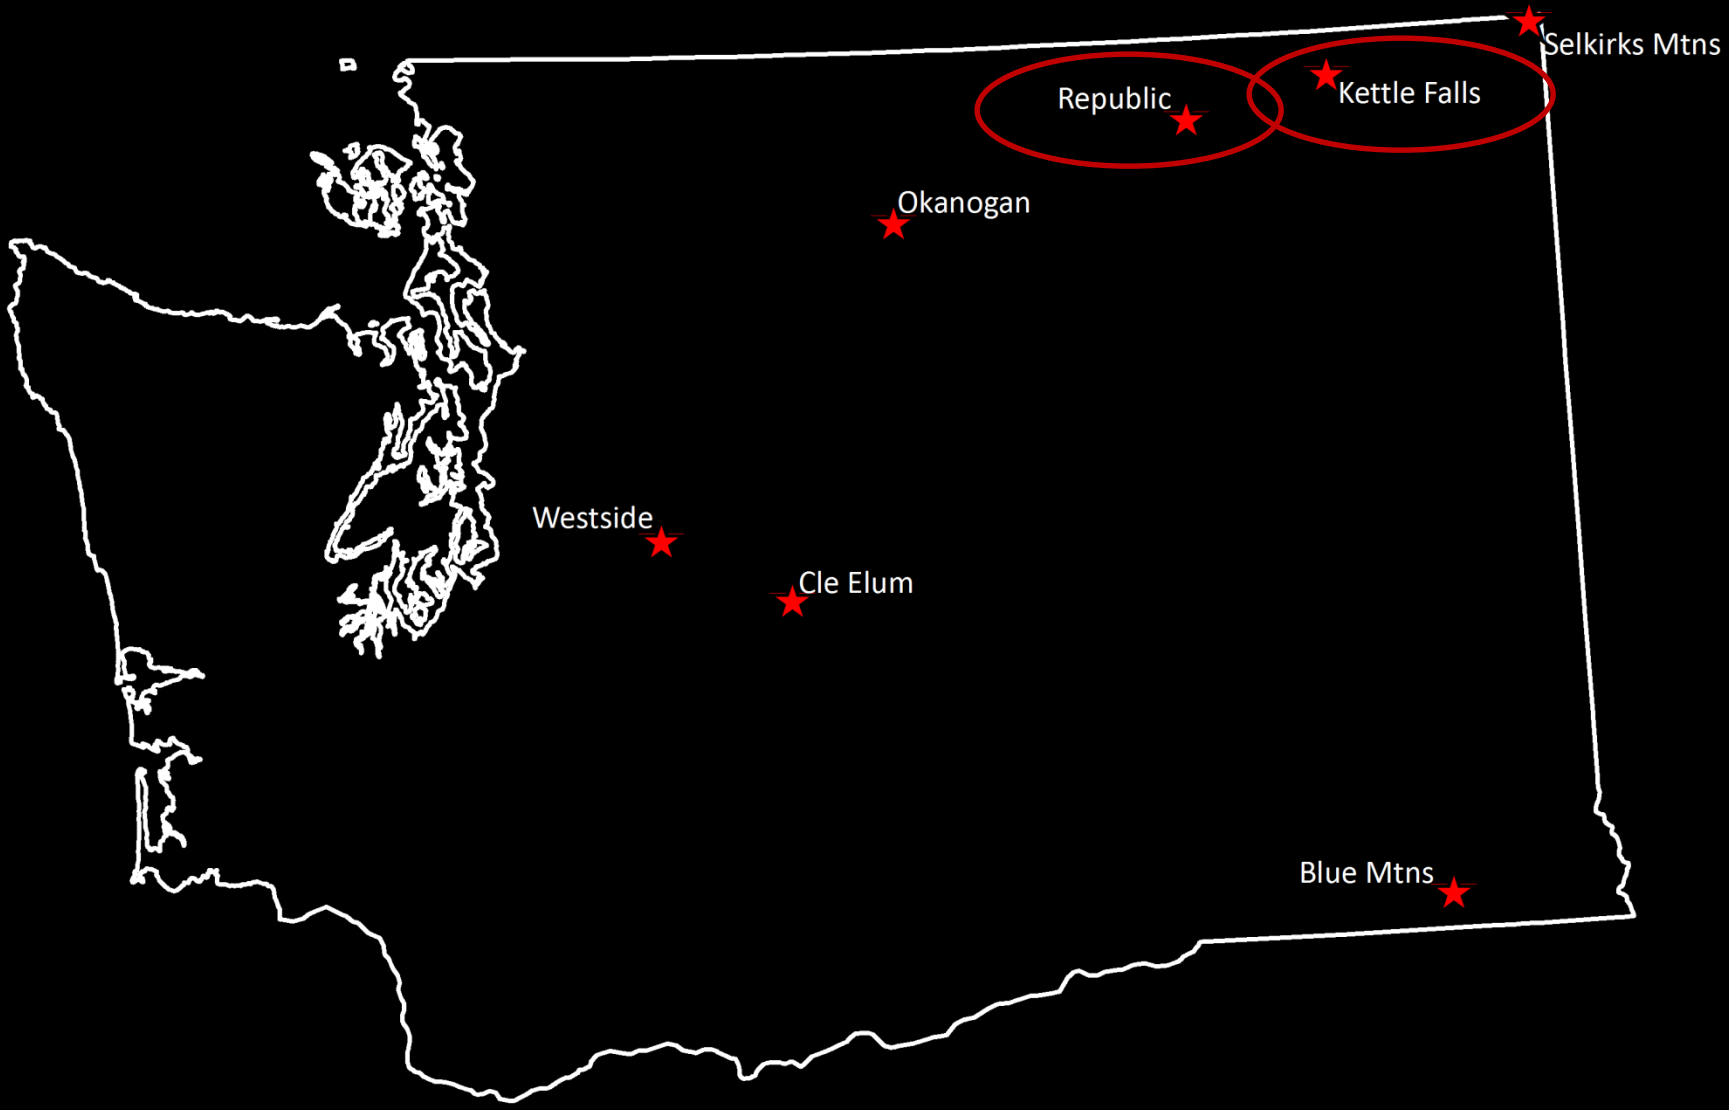 Selkirks Mtns
Kettle Falls
Republic
Okanogan
Westside
Cle Elum
Blue Mtns